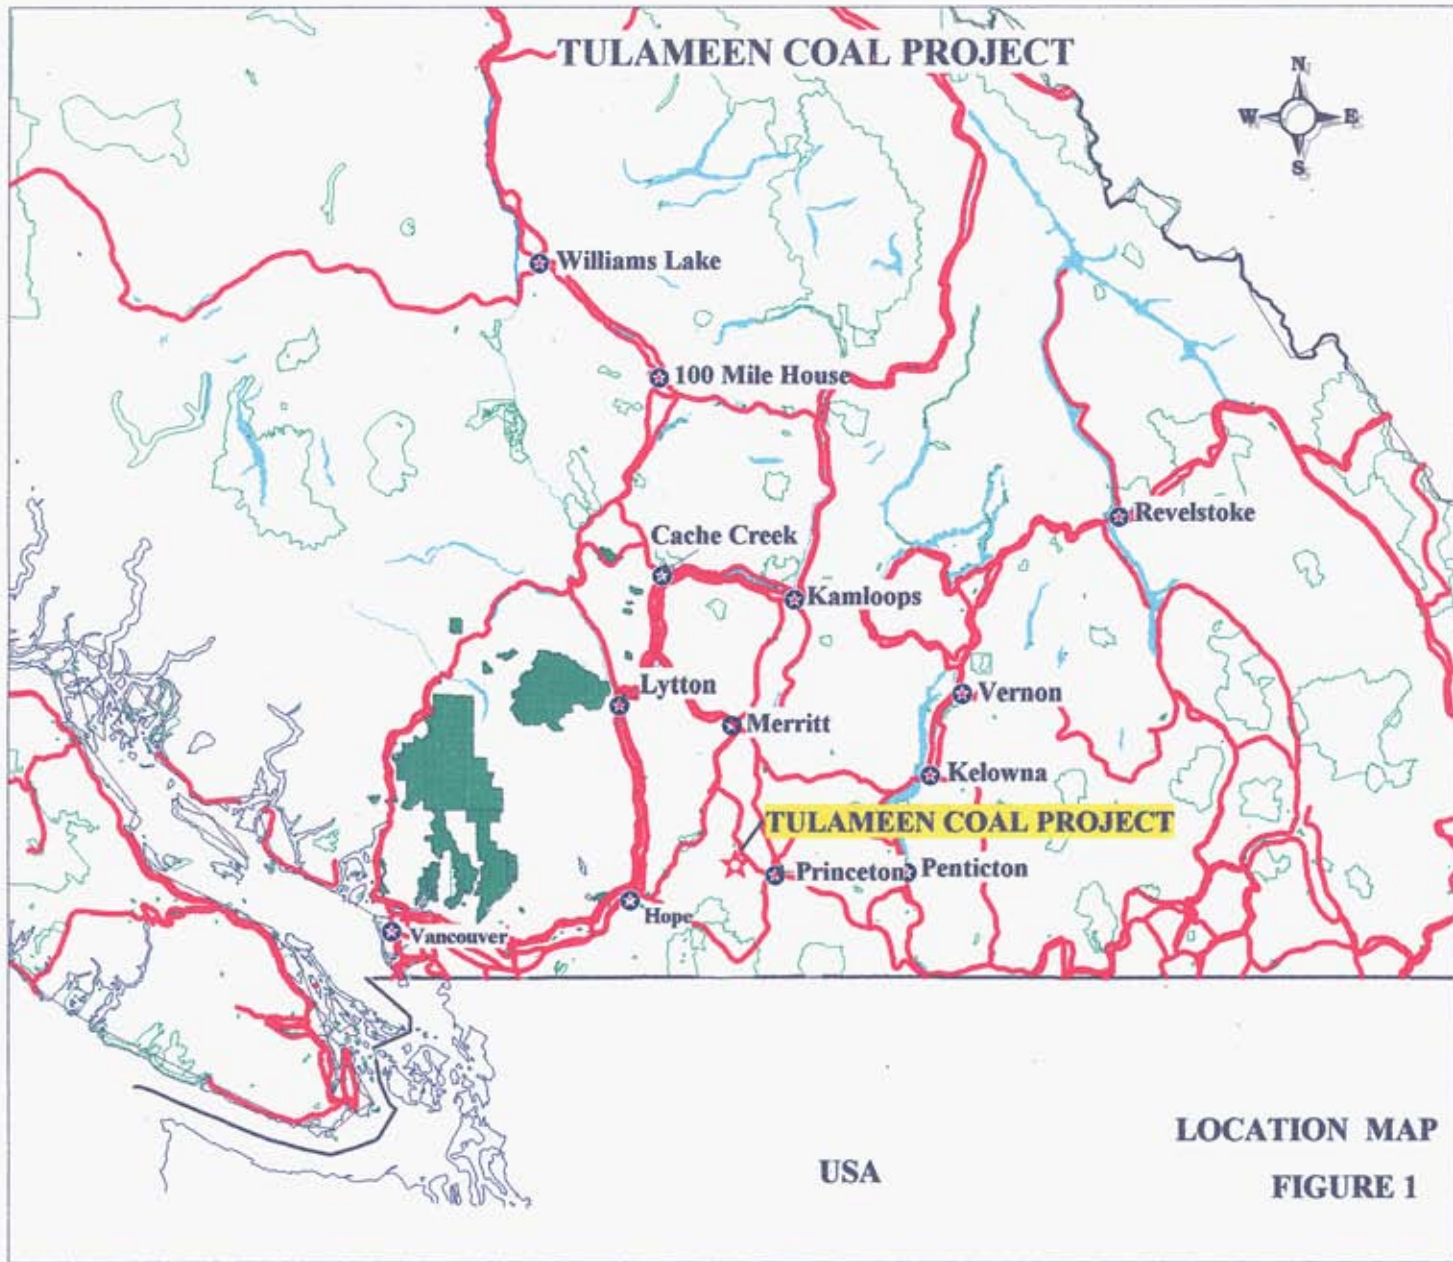 TULAMEEN COAL PROJECT
N
W E
S
Williams Lake
100 Mile House
Revelstoke
Cache Creek
Kamloops
Lytton
Vernon
Merritt
Kelowna
TULAMEEN COAL PROJECT
Princeton
Penticton
Hope
Vancouver
LOCATION MAP
USA
FIGURE 1